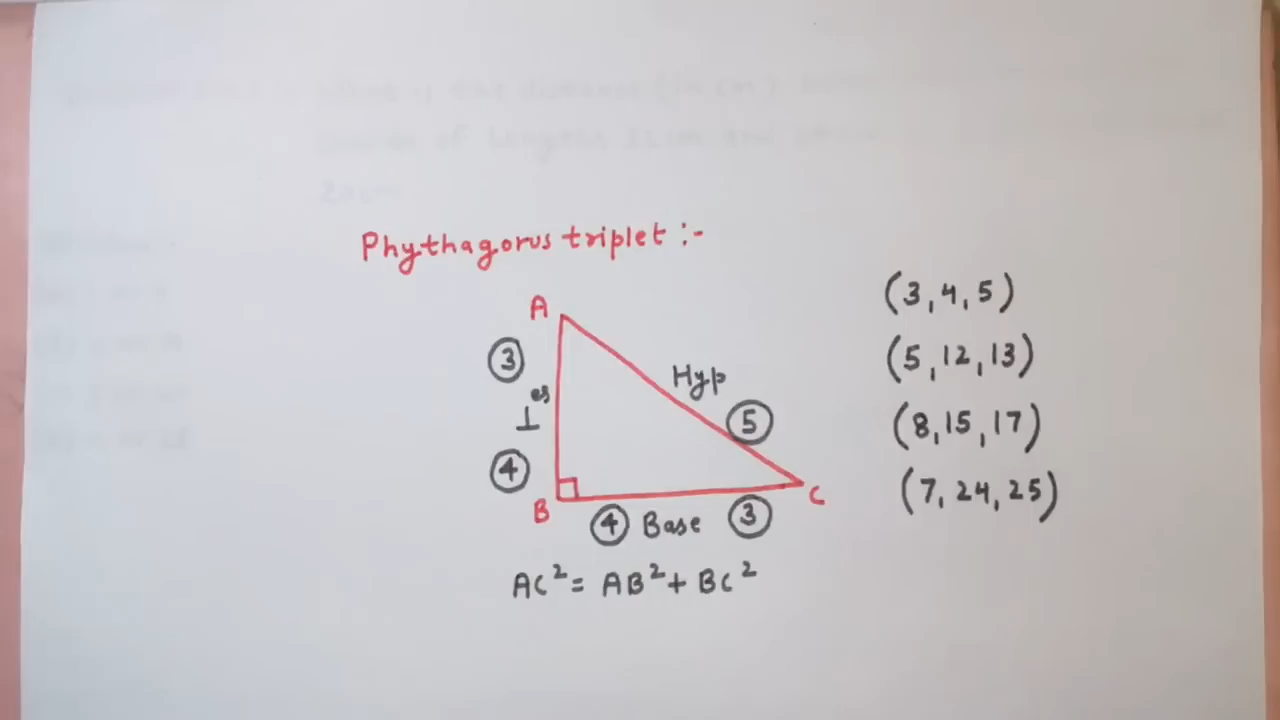 Phythagorus triplet :-
A
3
es
⊥
4
B
Hyp
5
C
4 Base 3
AC²= AB²+ BC²
(3,4,5)
(5,12,13)
(8,15,17)
(7,24,25)